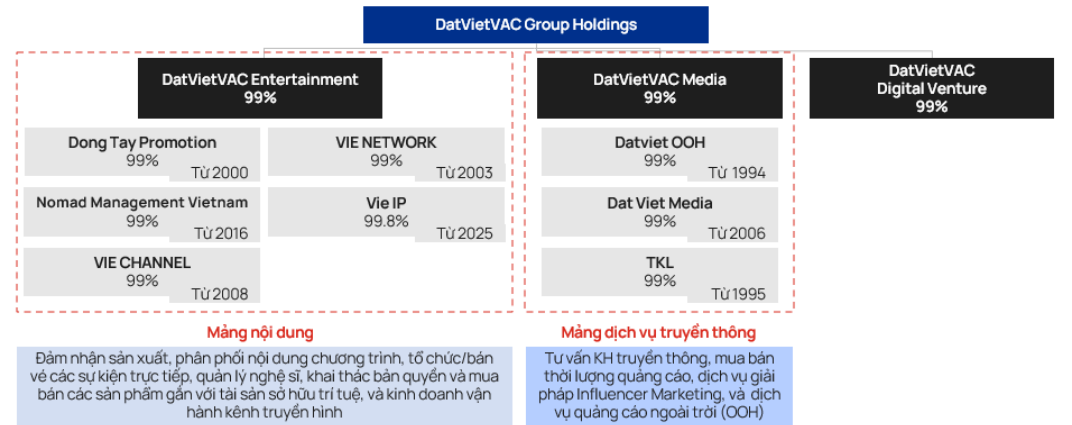 DatVietVAC Group Holdings
DatVietVAC Entertainment
99%
Dong Tay Promotion
99%
Từ 2000
VIE NETWORK
99%
Từ 2003
Nomad Management Vietnam
99%
Từ 2016
Vie IP
99.8%
Từ 2025
VIE CHANNEL
99%
Từ 2008
Mảng nội dung
Đảm nhận sản xuất, phân phối nội dung chương trình, tổ chức/bán
vé các sự kiện trực tiếp, quản lý nghệ sĩ, khai thác bản quyền và mua
bán các sản phẩm gắn với tài sản sở hữu trí tuệ, và kinh doanh vận
hành kênh truyền hình
DatVietVAC Media
99%
Datviet OOH
99%
Từ 1994
Dat Viet Media
99%
Từ 2006
TKL
99%
Từ 1995
Mảng dịch vụ truyền thông
Tư vấn KH truyền thông, mua bán
thời lượng quảng cáo, dịch vụ giải
pháp Influencer Marketing, và dịch
vụ quảng cáo ngoài trời (OOH)
DatVietVAC
Digital Venture
99%